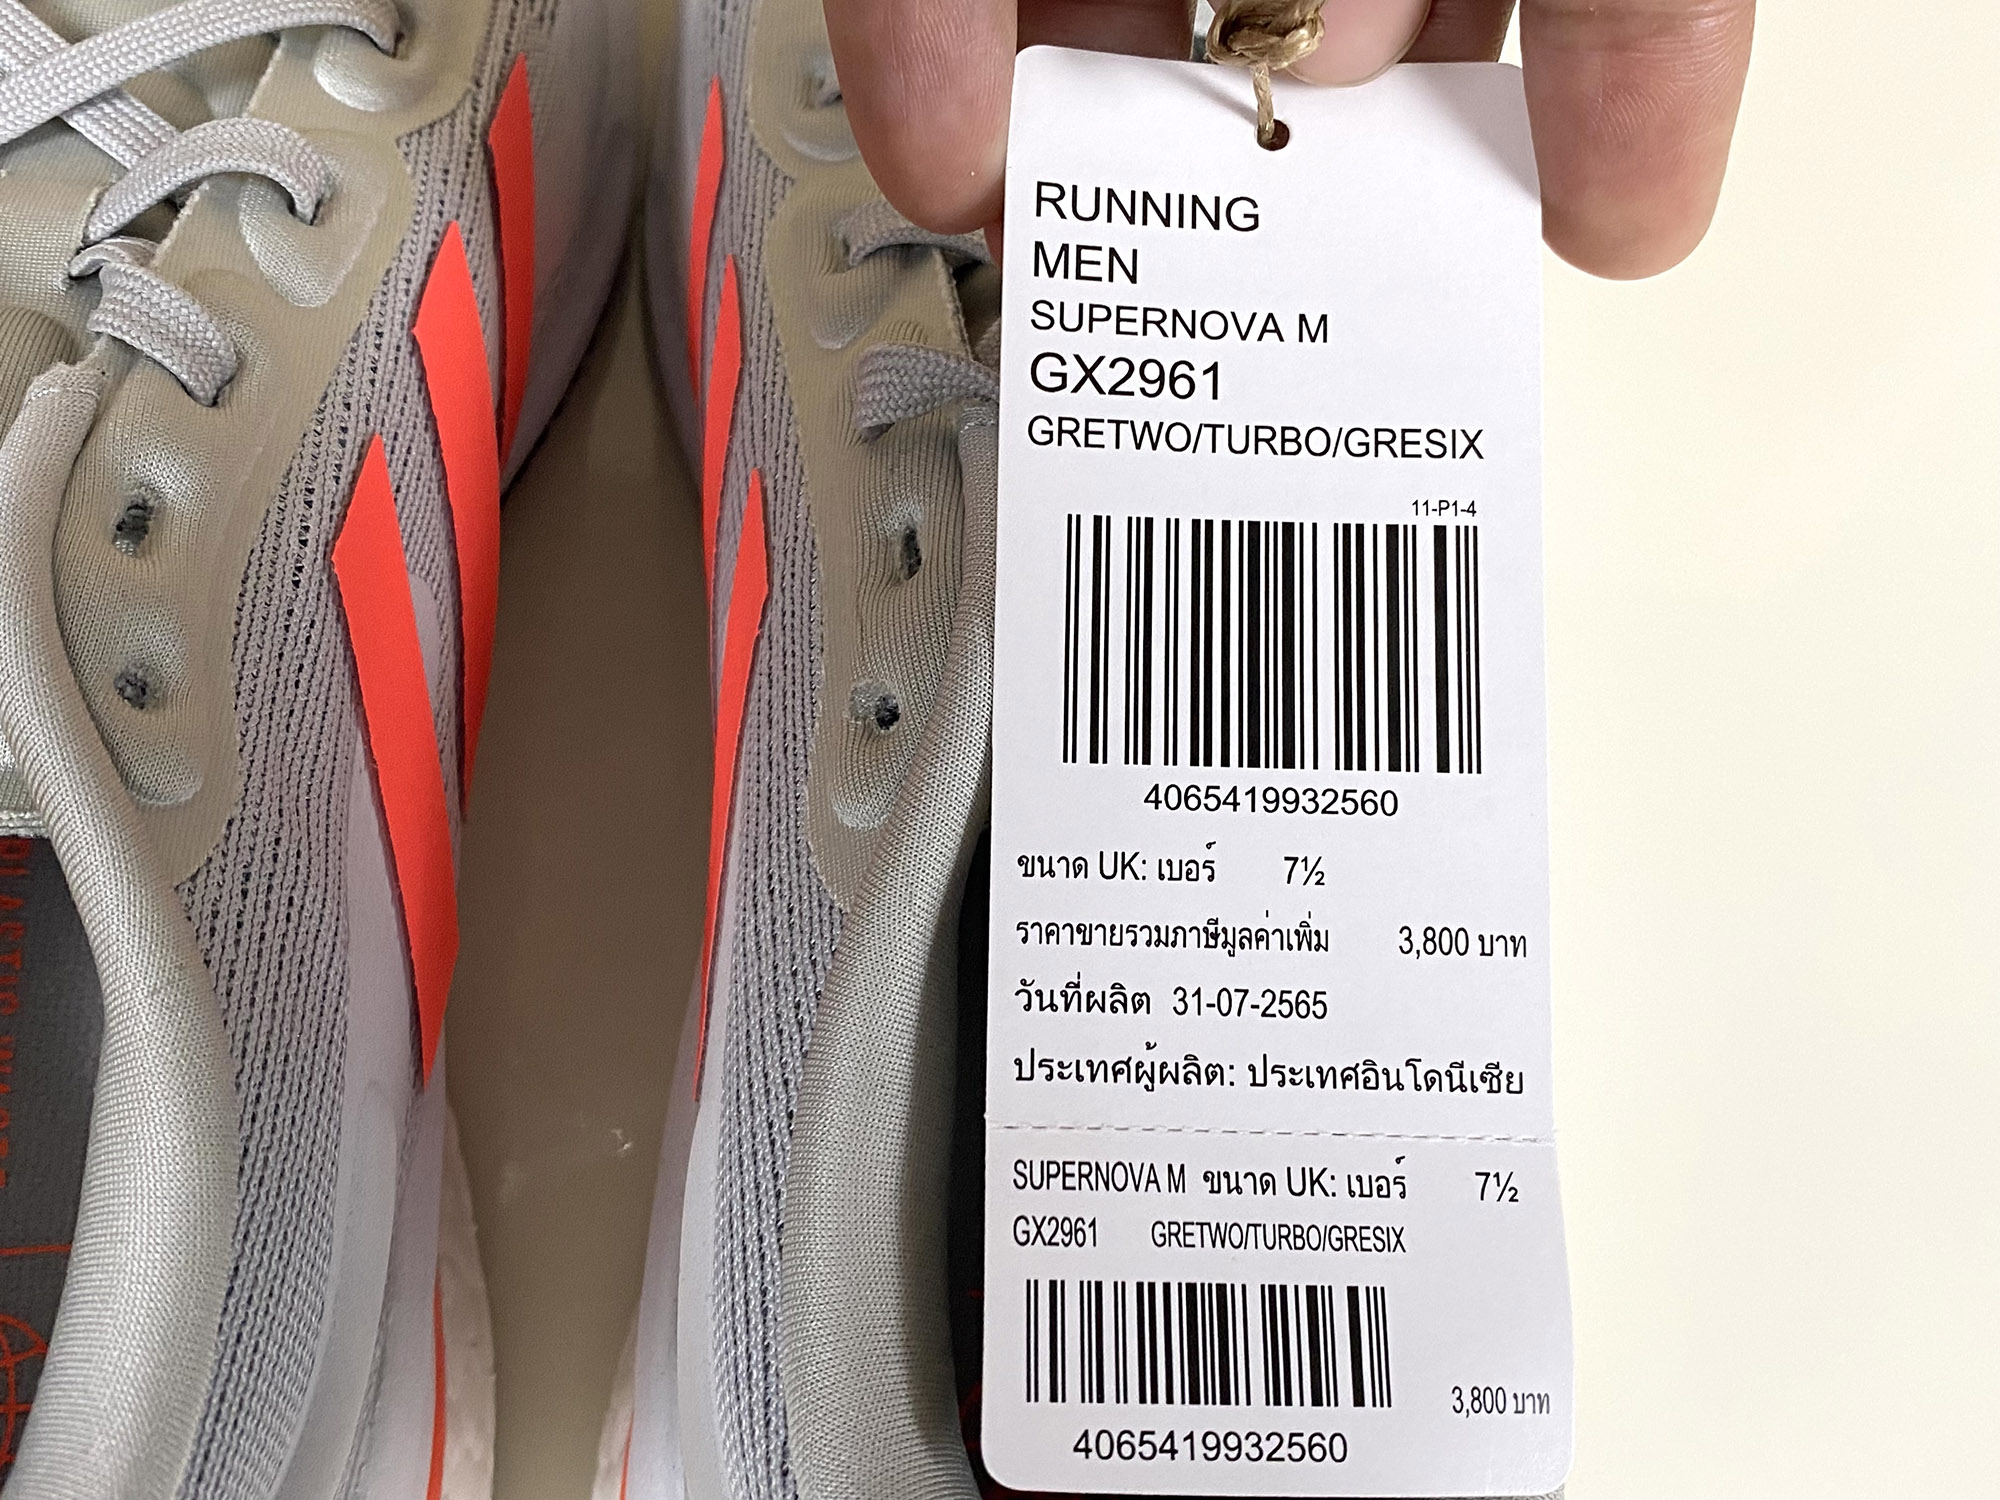 RUNNING
MEN
SUPERNOVA M
GX2961
GRETWO/TURBO/GRESIX
11-P1-4
4065419932560
ขนาด UK: เบอร์ 7½
ราคาขายรวมภาษีมูลค่าเพิ่ม 3,800 บาท
วันที่ผลิต 31-07-2565
ประเทศผู้ผลิต: ประเทศอินโดนีเซีย
SUPERNOVA M ขนาด UK: เบอร์ 7½
GX2961 GRETWO/TURBO/GRESIX
3,800 บาท
4065419932560